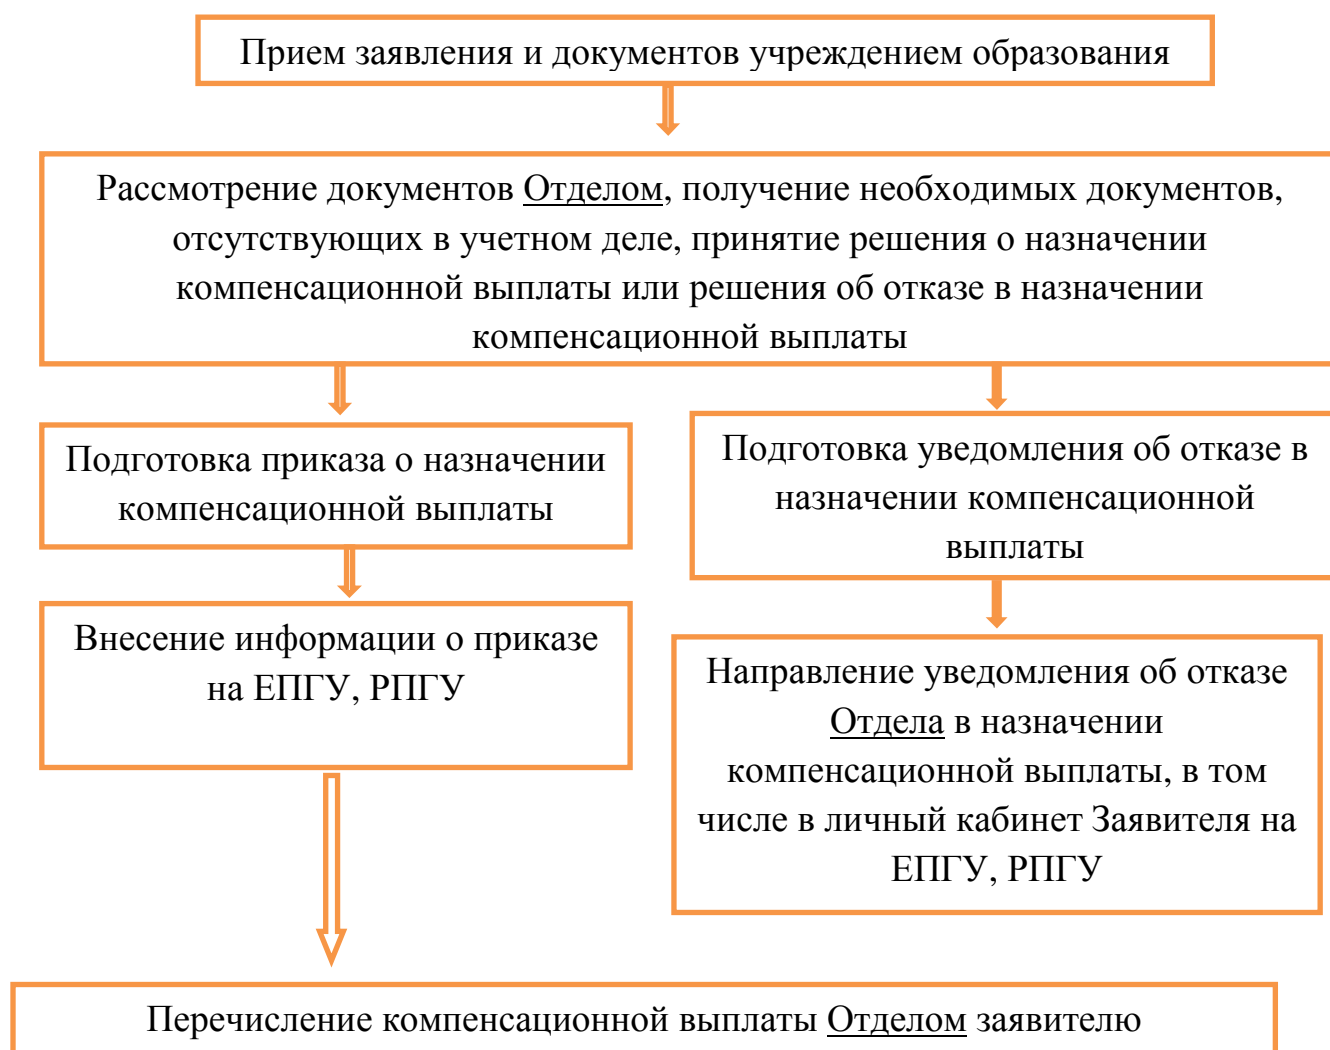 Прием заявления и документов учреждением образования
Рассмотрение документов Отделом, получение необходимых документов,
отсутствующих в учетном деле, принятие решения о назначении
компенсационной выплаты или решения об отказе в назначении
компенсационной выплаты
Подготовка приказа о назначении
компенсационной выплаты
Подготовка уведомления об отказе в
назначении компенсационной
выплаты
Внесение информации о приказе
на ЕПГУ, РПГУ
Направление уведомления об отказе
Отдела в назначении
компенсационной выплаты, в том
числе в личный кабинет Заявителя на
ЕПГУ, РПГУ
Перечисление компенсационной выплаты Отделом заявителю